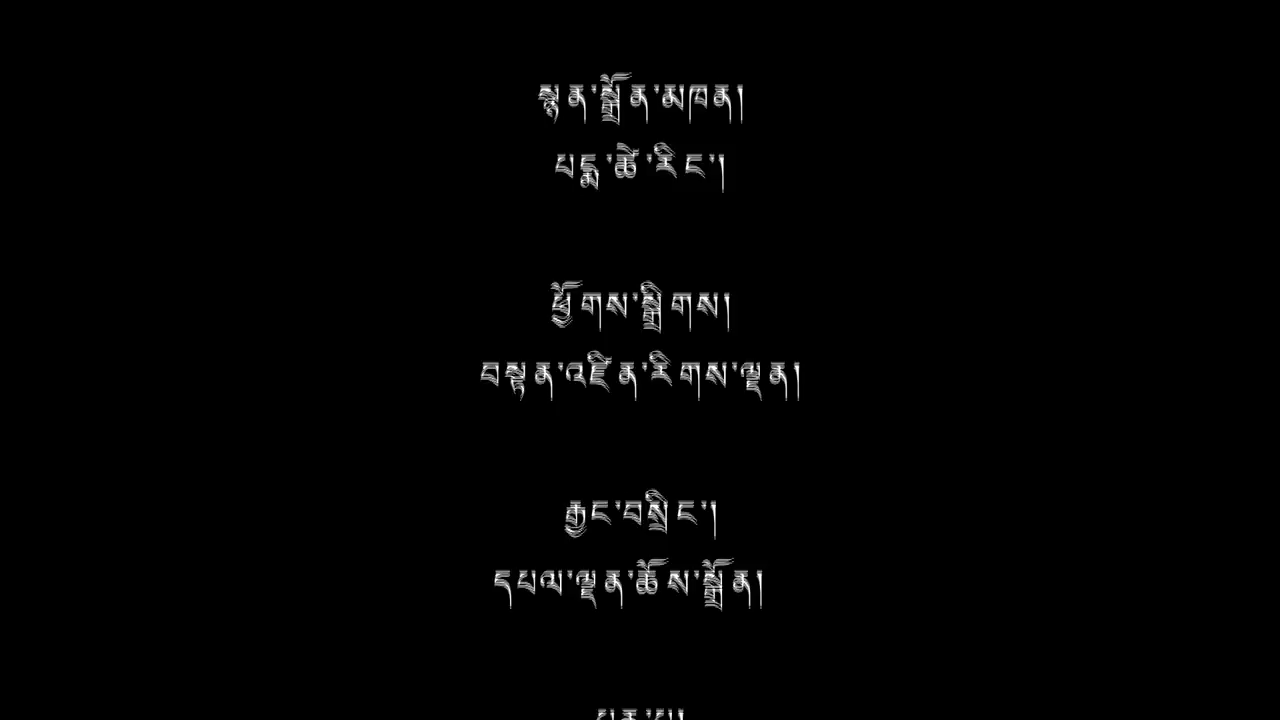 སྙན་སྒྲོན་མཁན།
པདྨ་ཚེ་རིང་།
ཕྱོགས་སྒྲིགས།
བསྟན་འཛིན་རིགས་ལྡན།
རྒྱང་བསྲིང་།
དཔལ་ལྡན་ཆོས་སྒྲོན།